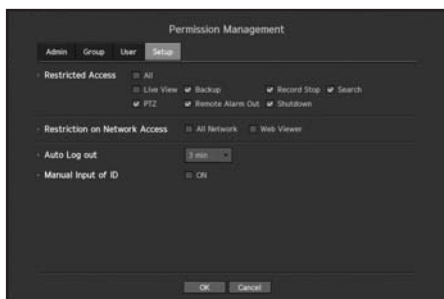 Permission Management
Admin Group User Setup
Restricted Access All
Live View Backup Record Stop Search
PTZ Remote Alarm Out Shutdown
Restriction on Network Access All Network Web Viewer
Auto Log out 3 min
Manual Input of ID ON
OK Cancel